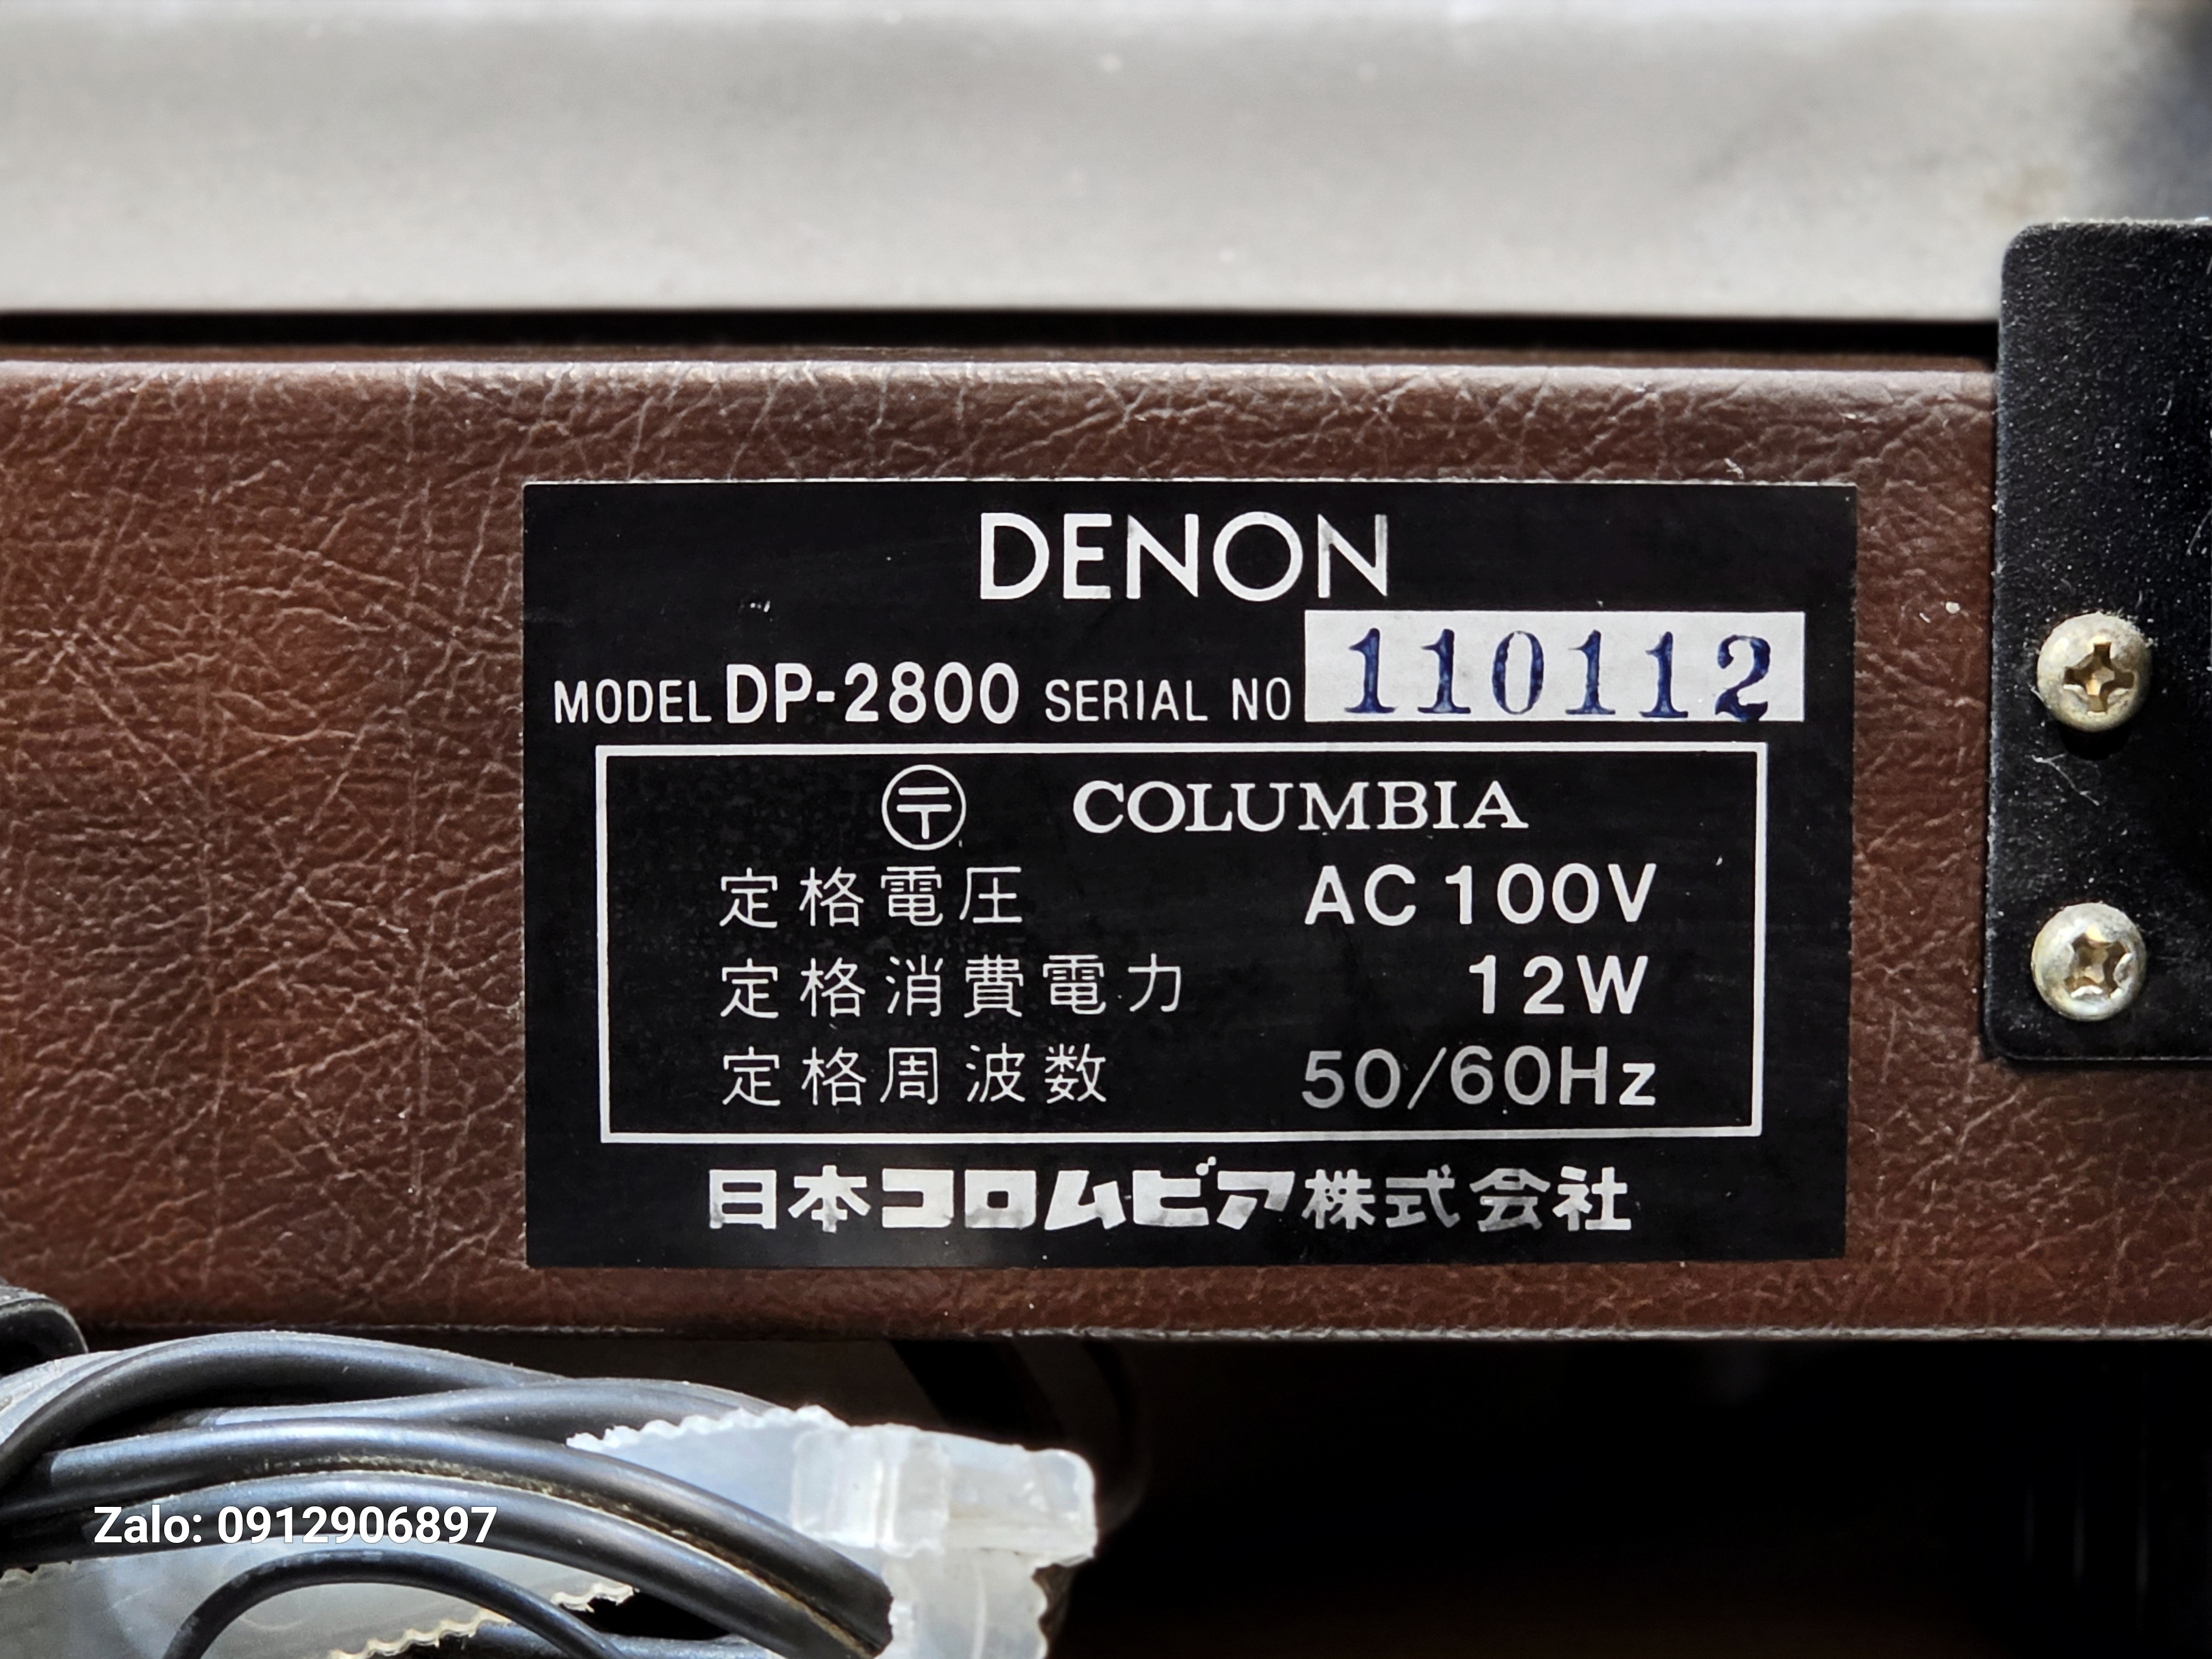 DENON
MODEL DP-2800 SERIAL NO 110112
〶 COLUMBIA
定格電圧 AC 100V
定格消費電力 12W
定格周波数 50/60Hz
日本コロムビア株式会社
Zalo: 0912906897